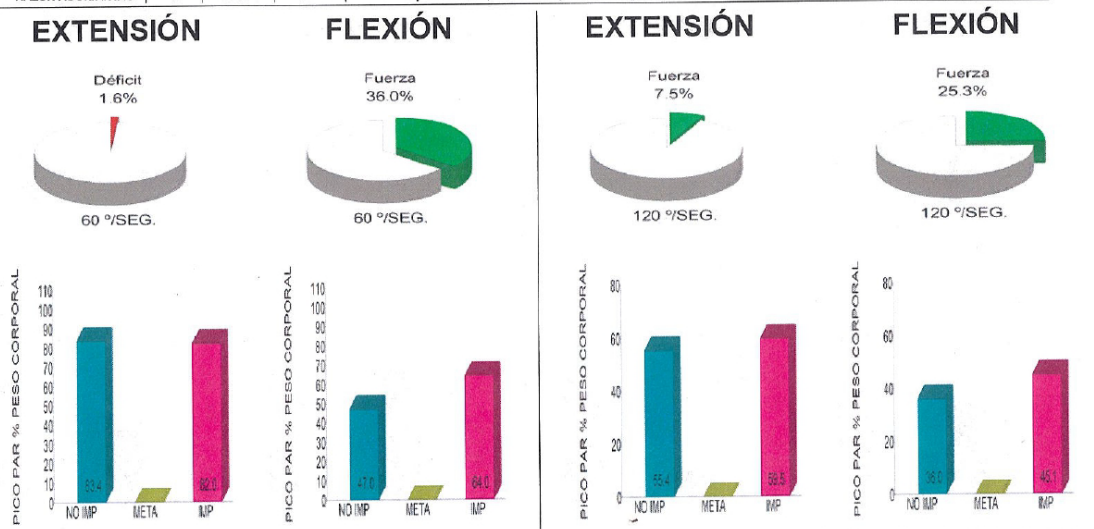 EXTENSIÓN
Déficit
1.6%
60 º/SEG.
PICO PAR % PESO CORPORAL
110
100
90
80
70
60
50
40
30
20
10
0
83.4
82.0
NO IMP
META
IMP
FLEXIÓN
Fuerza
36.0%
60 º/SEG.
PICO PAR % PESO CORPORAL
110
100
90
80
70
60
50
40
30
20
10
0
47.0
64.0
NO IMP
META
IMP
EXTENSIÓN
Fuerza
7.5%
120 º/SEG.
PICO PAR % PESO CORPORAL
80
60
40
20
0
55.4
59.5
NO IMP
META
IMP
FLEXIÓN
Fuerza
25.3%
120 º/SEG.
PICO PAR % PESO CORPORAL
80
60
40
20
0
36.0
45.1
NO IMP
META
IMP